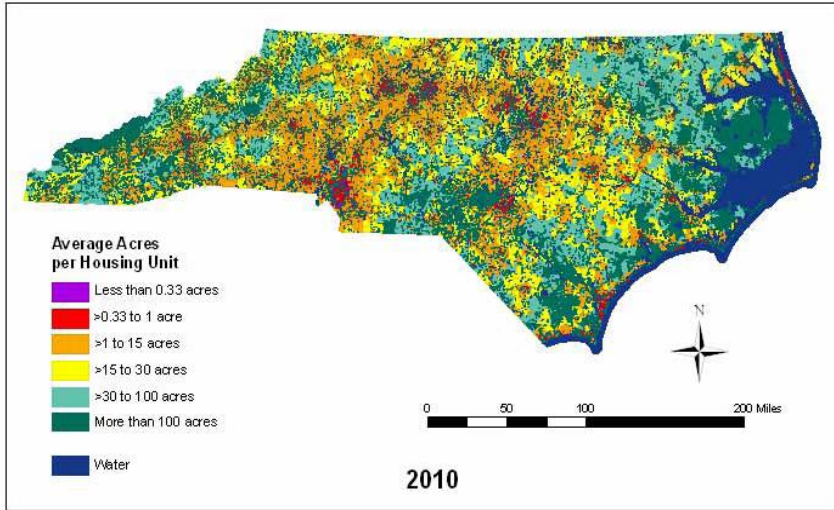 Average Acres
per Housing Unit
Less than 0.33 acres
>0.33 to 1 acre
>1 to 15 acres
>15 to 30 acres
>30 to 100 acres
More than 100 acres
Water
N
0 50 100 200 Miles
2010